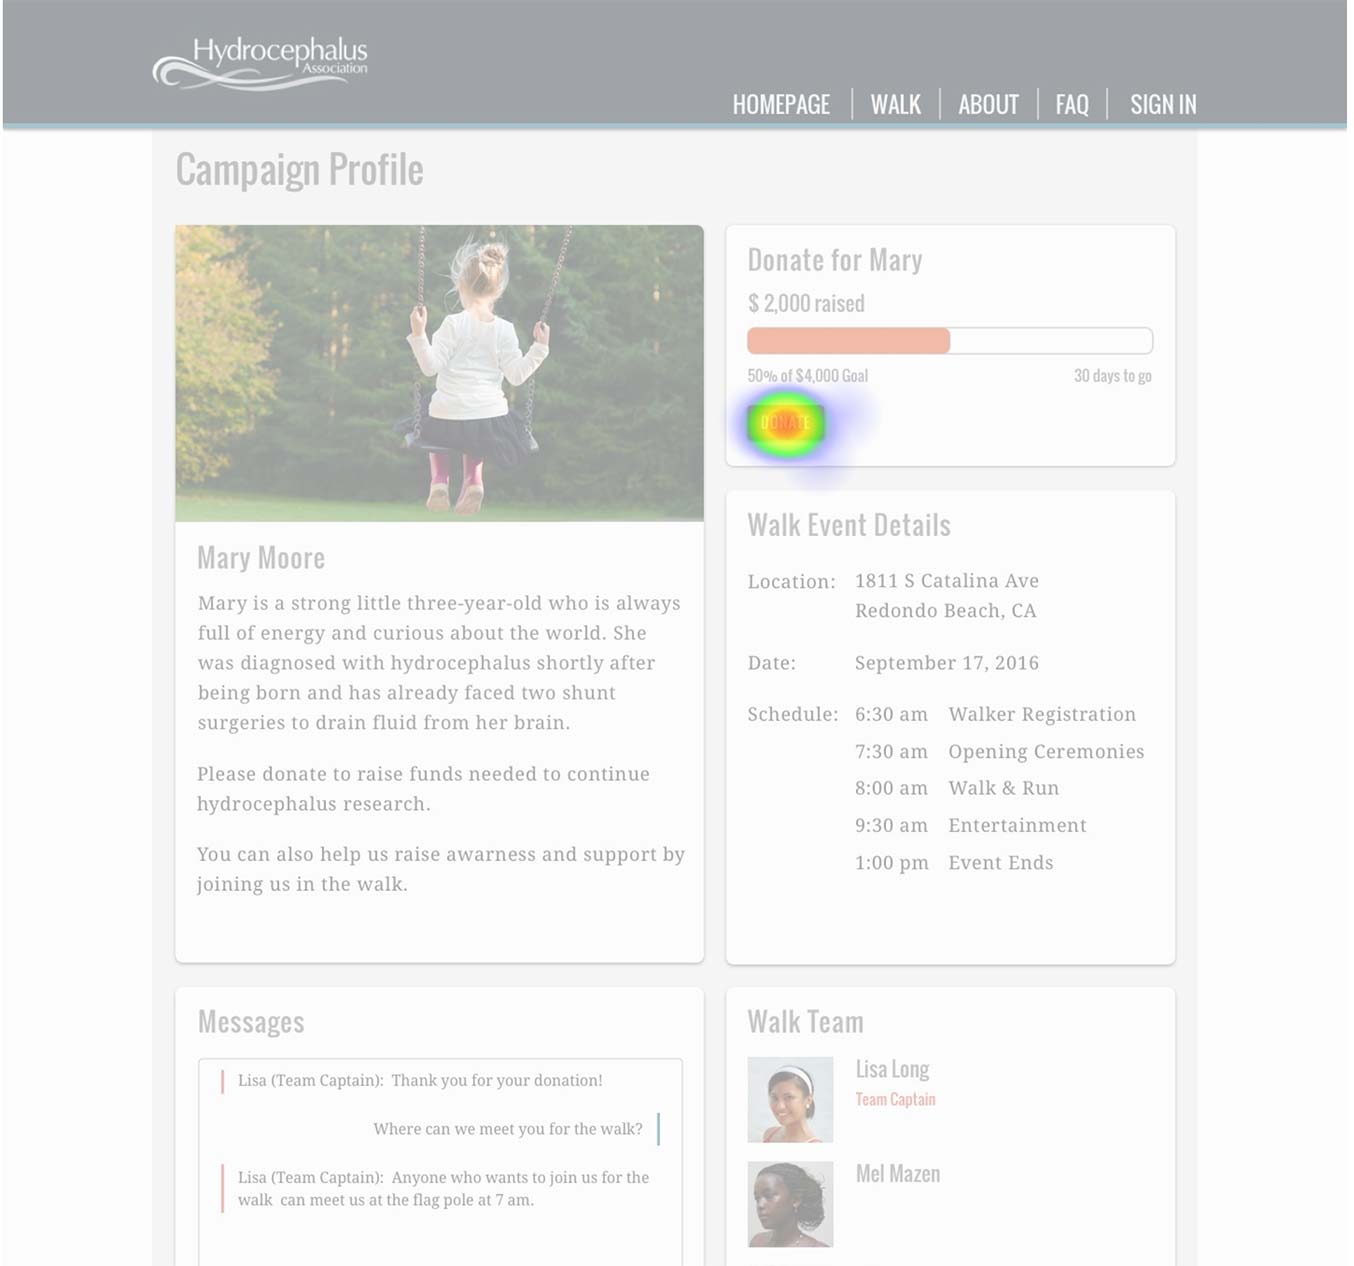 Hydrocephalus
Association
HOMEPAGE
WALK
ABOUT
FAQ
SIGN IN
Campaign Profile
Donate for Mary
$ 2,000 raised
50% of $4,000 Goal
30 days to go
DONATE
Mary Moore
Mary is a strong little three-year-old who is always
full of energy and curious about the world. She
was diagnosed with hydrocephalus shortly after
being born and has already faced two shunt
surgeries to drain fluid from her brain.
Please donate to raise funds needed to continue
hydrocephalus research.
You can also help us raise awarness and support by
joining us in the walk.
Walk Event Details
Location: 1811 S Catalina Ave
Redondo Beach, CA
Date: September 17, 2016
Schedule: 6:30 am Walker Registration
7:30 am Opening Ceremonies
8:00 am Walk & Run
9:30 am Entertainment
1:00 pm Event Ends
Messages
Lisa (Team Captain): Thank you for your donation!
Where can we meet you for the walk?
Lisa (Team Captain): Anyone who wants to join us for the
walk can meet us at the flag pole at 7 am.
Walk Team
Lisa Long
Team Captain
Mel Mazen